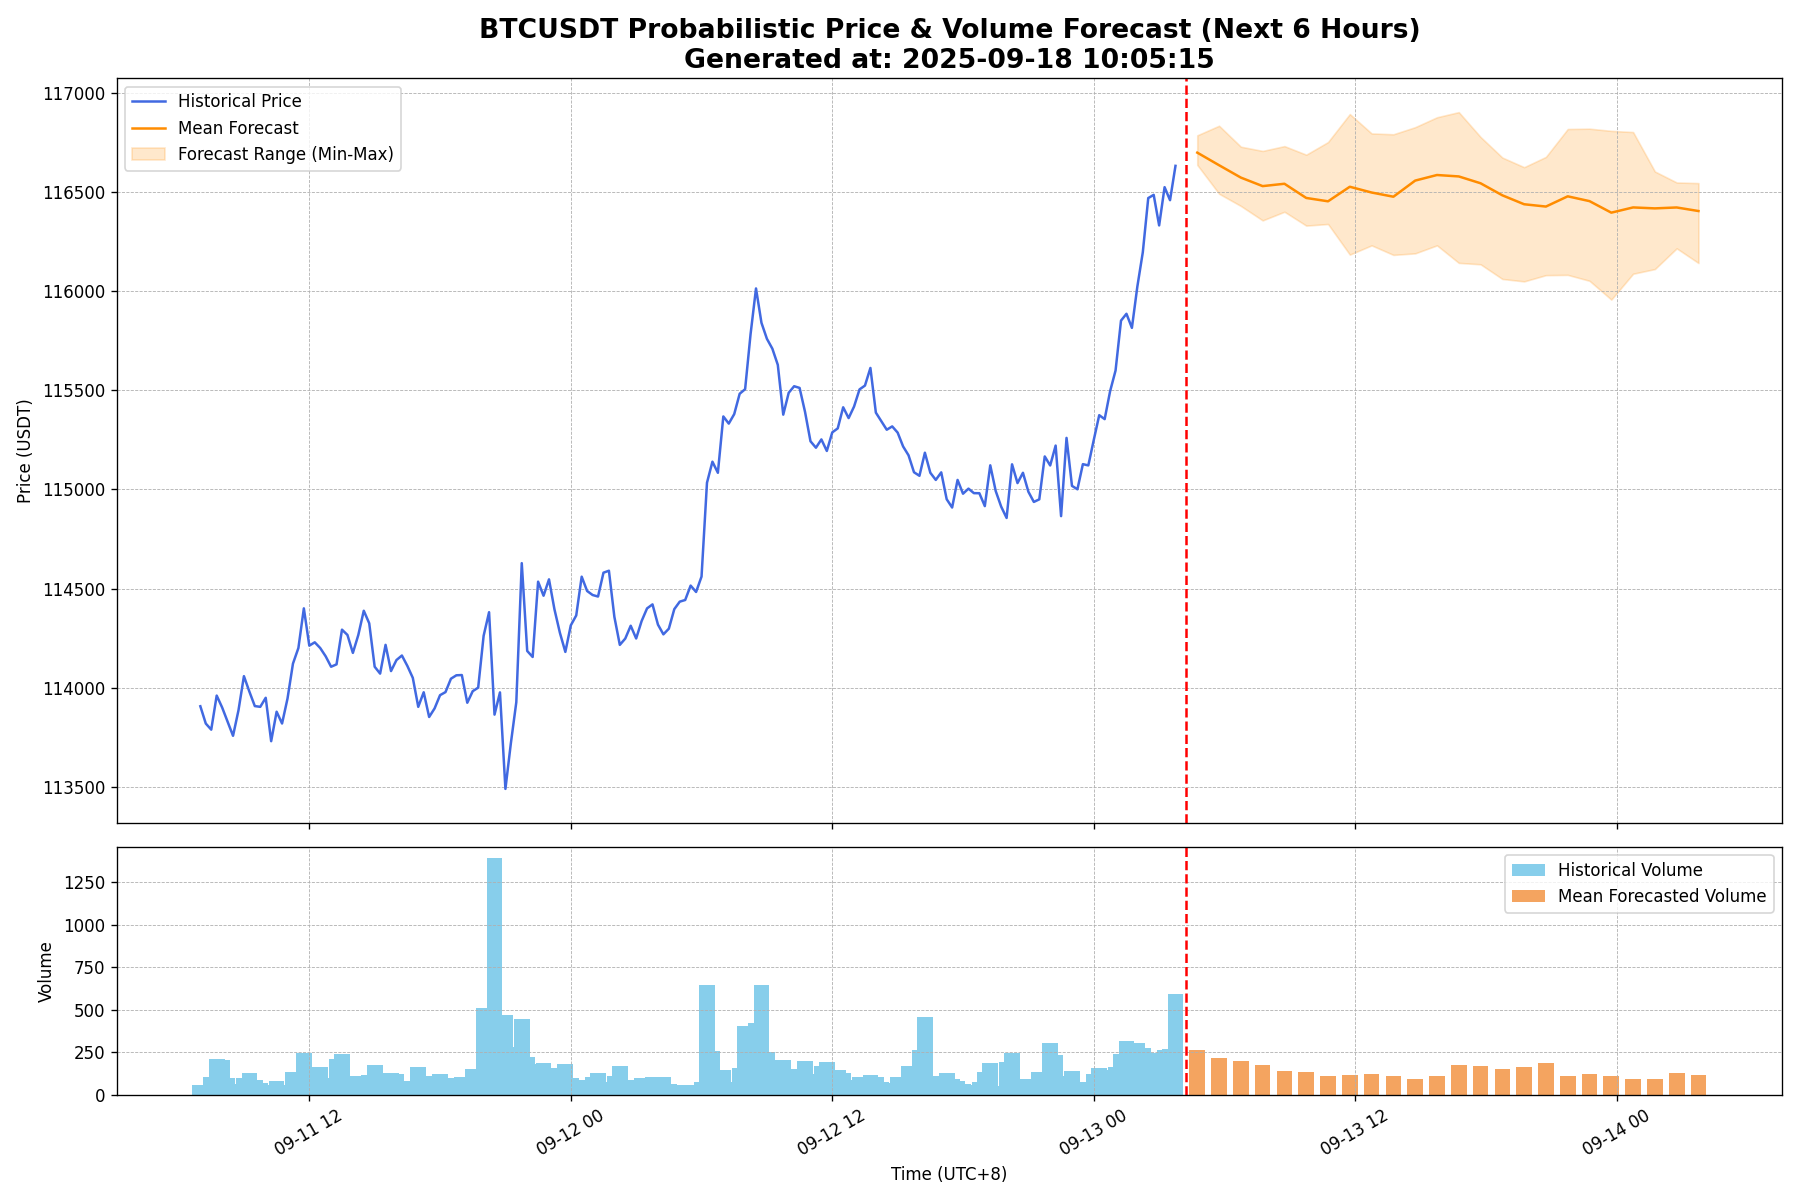 BTCUSDT Probabilistic Price & Volume Forecast (Next 6 Hours)
Generated at: 2025-09-18 10:05:15
Historical Price
Mean Forecast
Forecast Range (Min-Max)
117000
116500
116000
115500
115000
114500
114000
113500
Price (USDT)
Historical Volume
Mean Forecasted Volume
1250
1000
750
500
250
0
Volume
09-11 12
09-12 00
09-12 12
09-13 00
09-13 12
09-14 00
Time (UTC+8)